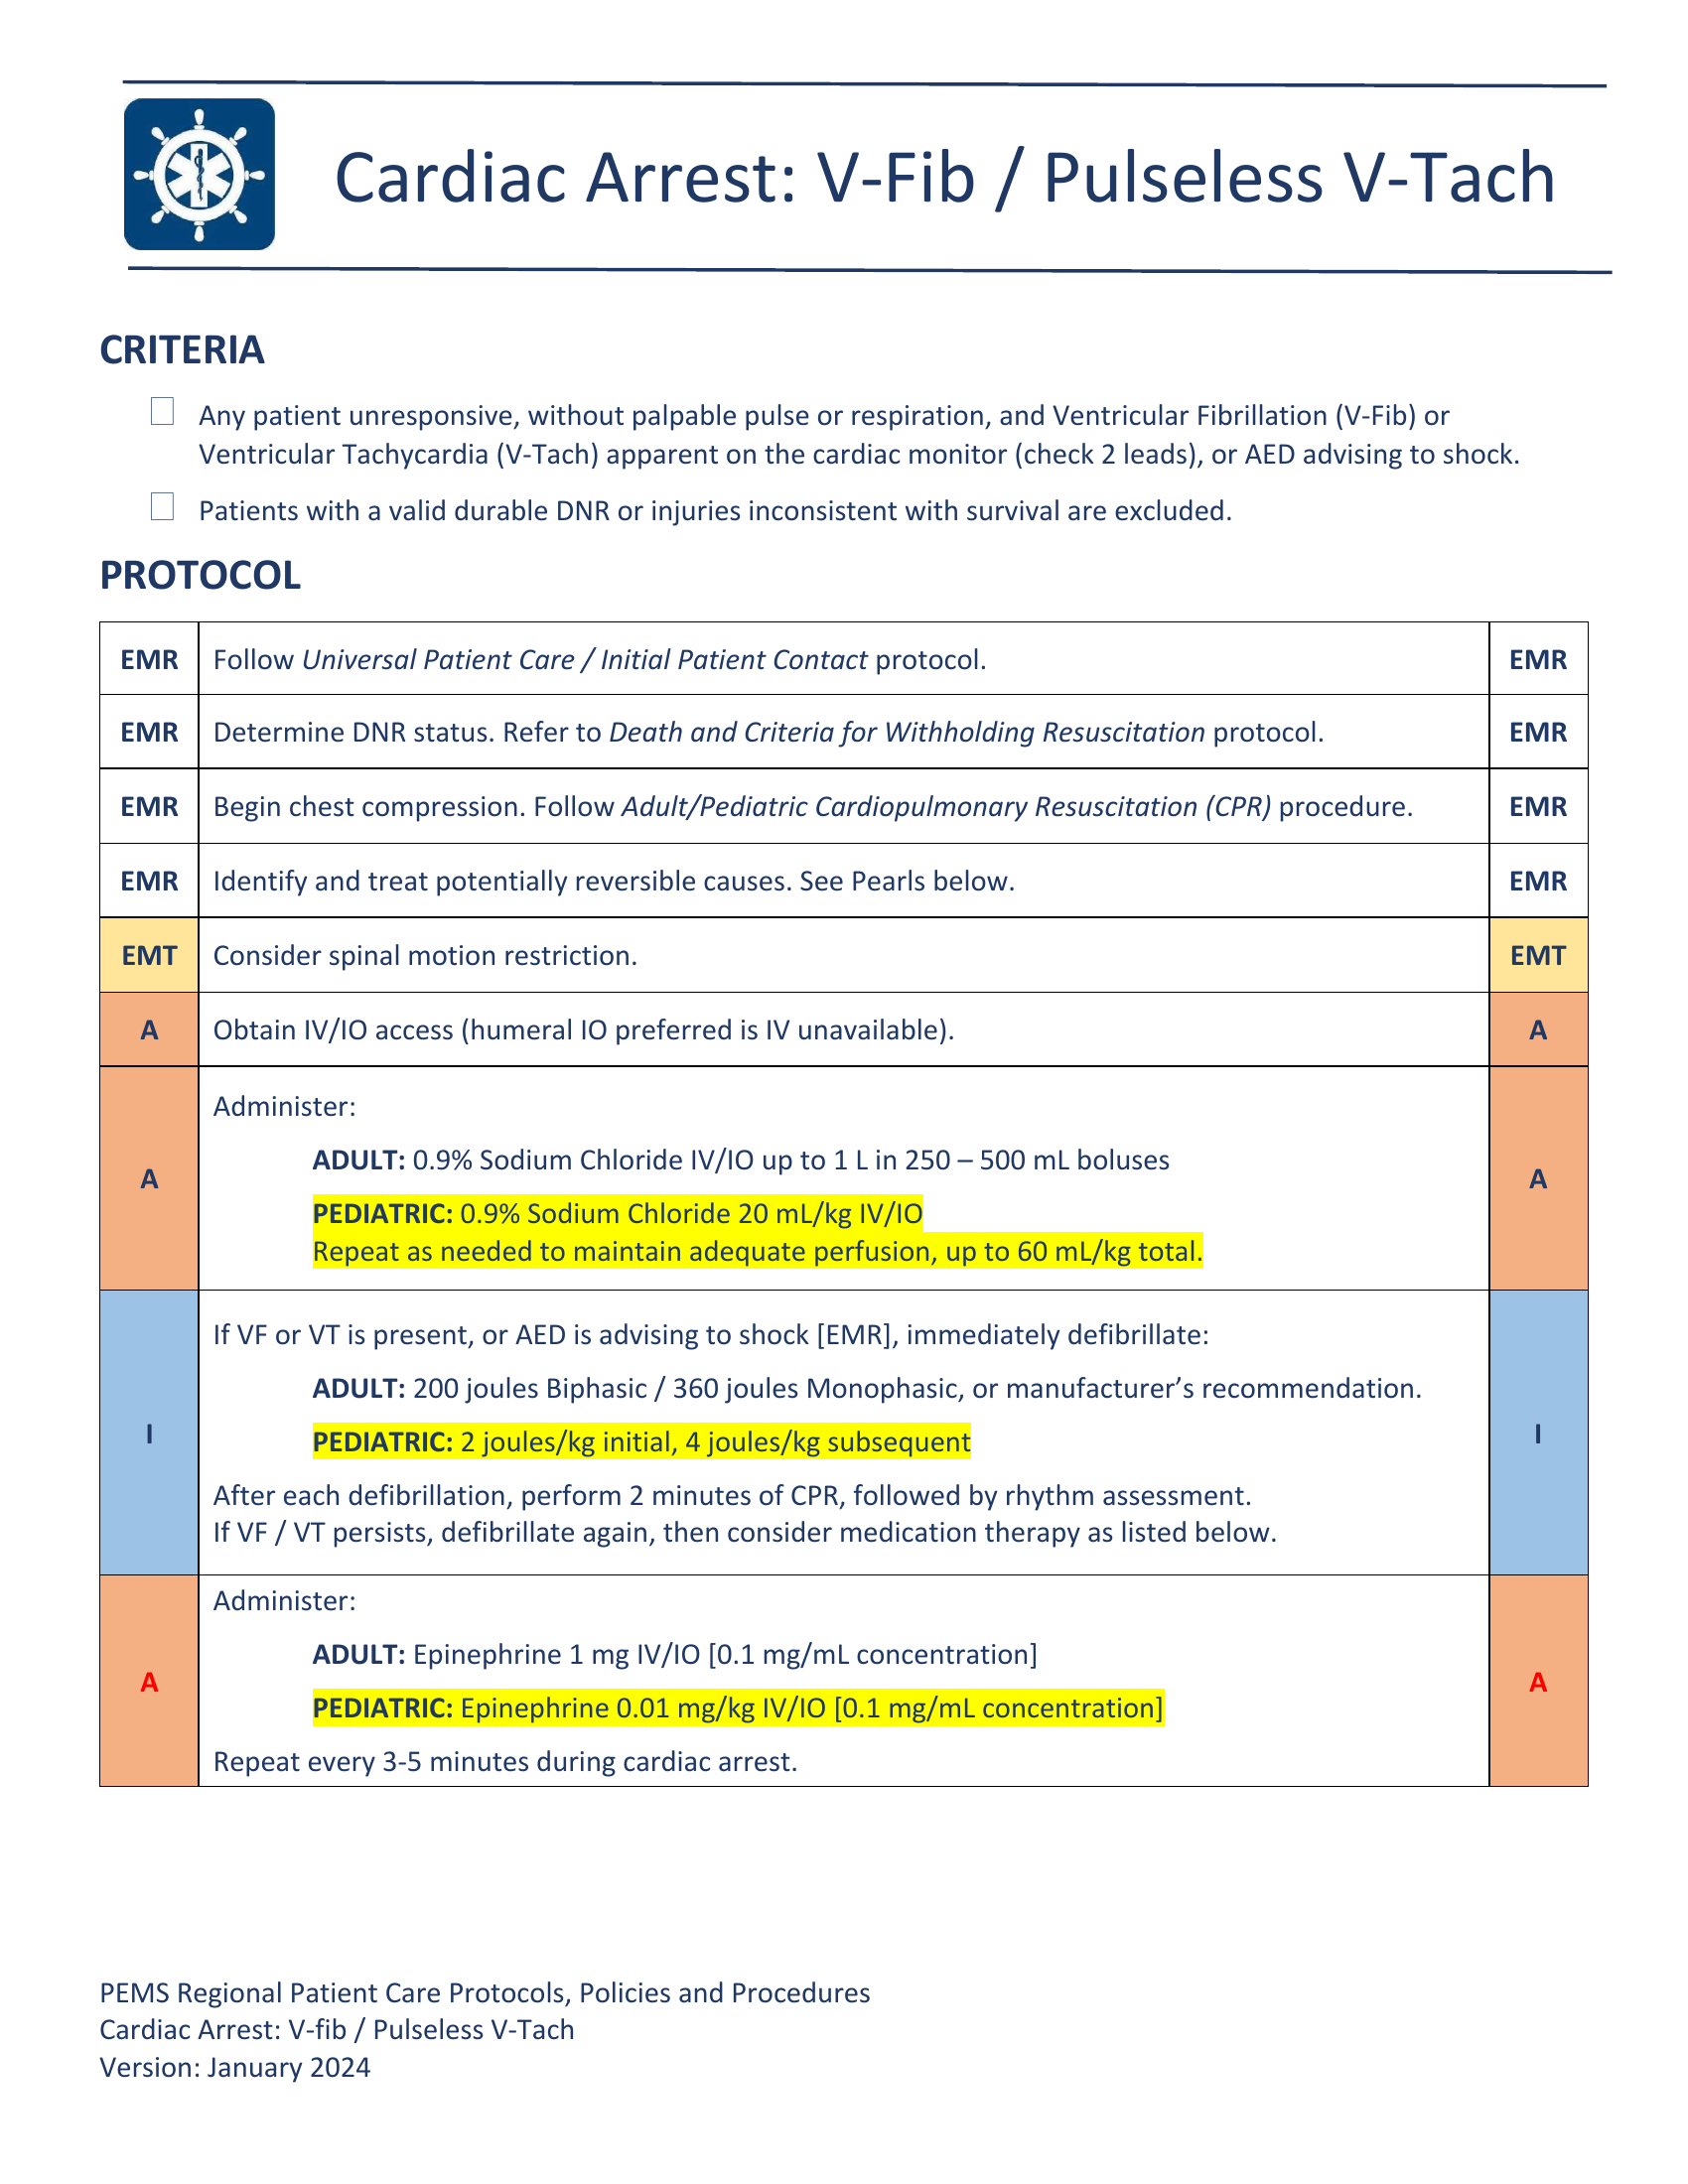 Cardiac Arrest: V-Fib / Pulseless V-Tach
CRITERIA
Any patient unresponsive, without palpable pulse or respiration, and Ventricular Fibrillation (V-Fib) or
Ventricular Tachycardia (V-Tach) apparent on the cardiac monitor (check 2 leads), or AED advising to shock.
Patients with a valid durable DNR or injuries inconsistent with survival are excluded.
PROTOCOL
EMR Follow Universal Patient Care / Initial Patient Contact protocol. EMR
EMR Determine DNR status. Refer to Death and Criteria for Withholding Resuscitation protocol. EMR
EMR Begin chest compression. Follow Adult/Pediatric Cardiopulmonary Resuscitation (CPR) procedure. EMR
EMR Identify and treat potentially reversible causes. See Pearls below. EMR
EMT Consider spinal motion restriction. EMT
A Obtain IV/IO access (humeral IO preferred is IV unavailable). A
Administer:
ADULT: 0.9% Sodium Chloride IV/IO up to 1 L in 250 – 500 mL boluses
A A
PEDIATRIC: 0.9% Sodium Chloride 20 mL/kg IV/IO
Repeat as needed to maintain adequate perfusion, up to 60 mL/kg total.
If VF or VT is present, or AED is advising to shock [EMR], immediately defibrillate:
ADULT: 200 joules Biphasic / 360 joules Monophasic, or manufacturer’s recommendation.
I PEDIATRIC: 2 joules/kg initial, 4 joules/kg subsequent I
After each defibrillation, perform 2 minutes of CPR, followed by rhythm assessment.
If VF / VT persists, defibrillate again, then consider medication therapy as listed below.
Administer:
ADULT: Epinephrine 1 mg IV/IO [0.1 mg/mL concentration]
A PEDIATRIC: Epinephrine 0.01 mg/kg IV/IO [0.1 mg/mL concentration] A
Repeat every 3-5 minutes during cardiac arrest.
PEMS Regional Patient Care Protocols, Policies and Procedures
Cardiac Arrest: V-fib / Pulseless V-Tach
Version: January 2024